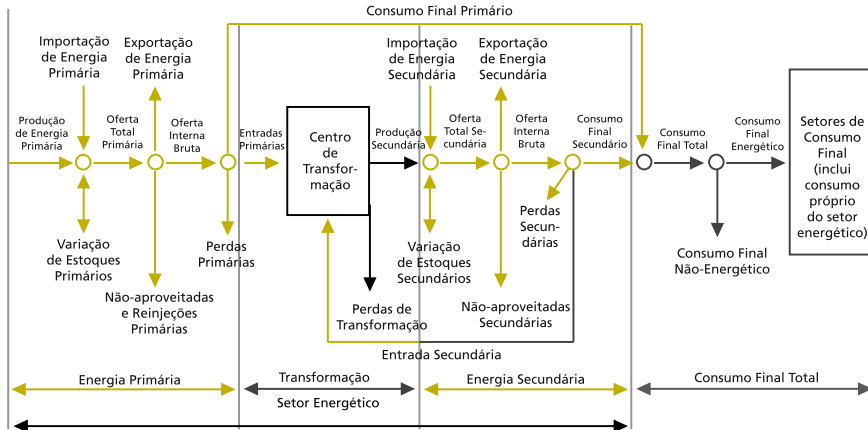 Consumo Final Primário
Importação
de Energia
Primária
Exportação
de Energia
Primária
Importação
de Energia
Secundária
Exportação
de Energia
Secundária
Produção
de Energia
Primária
Oferta
Total
Primária
Oferta
Interna
Bruta
Entradas
Primárias
Centro
de
Transfor-
mação
Produção
Secundária
Oferta
Total Se-
cundária
Oferta
Interna
Bruta
Consumo
Final
Secundário
Consumo
Final Total
Consumo
Final
Energético
Setores de
Consumo
Final
(inclui
consumo
próprio
do setor
energético)
Variação
de Estoques
Primários
Não-aproveitadas
e Reinjeções
Primárias
Perdas
Primárias
Perdas de
Transformação
Variação
de Estoques
Secundários
Não-aproveitadas
Secundárias
Perdas
Secun-
dárias
Consumo Final
Não-Energético
Entrada Secundária
Energia Primária
Transformação
Energia Secundária
Consumo Final Total
Setor Energético